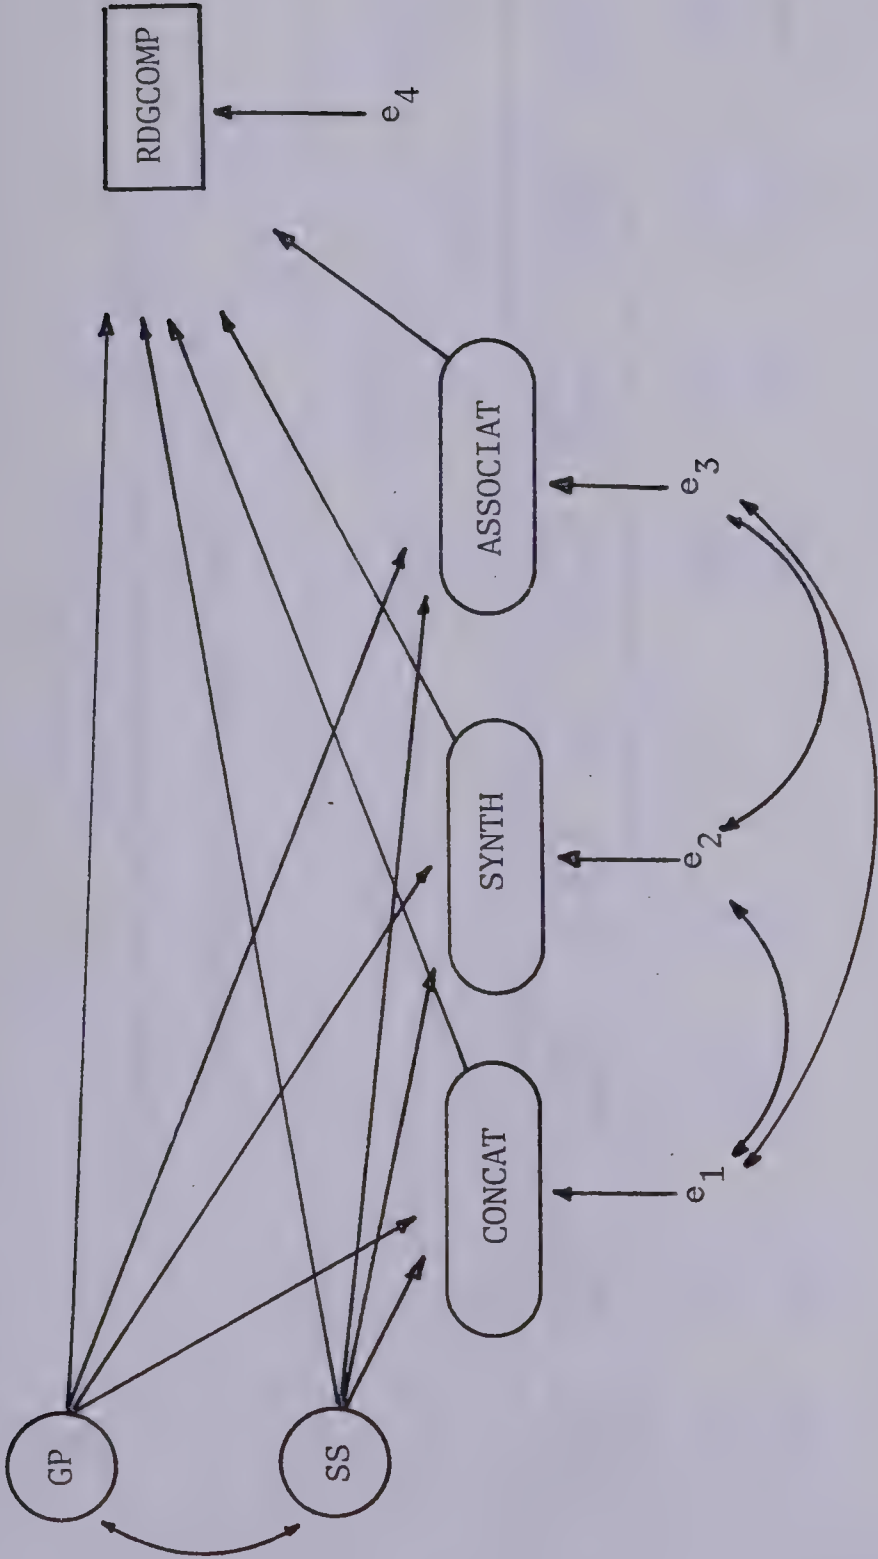 GP
SS
CONCAT
SYNTH
ASSOCIAT
RDGCOMP
e1
e2
e3
e4